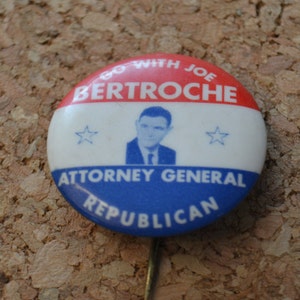 GO WITH JOE
BERTROCHE
ATTORNEY GENERAL
REPUBLICAN